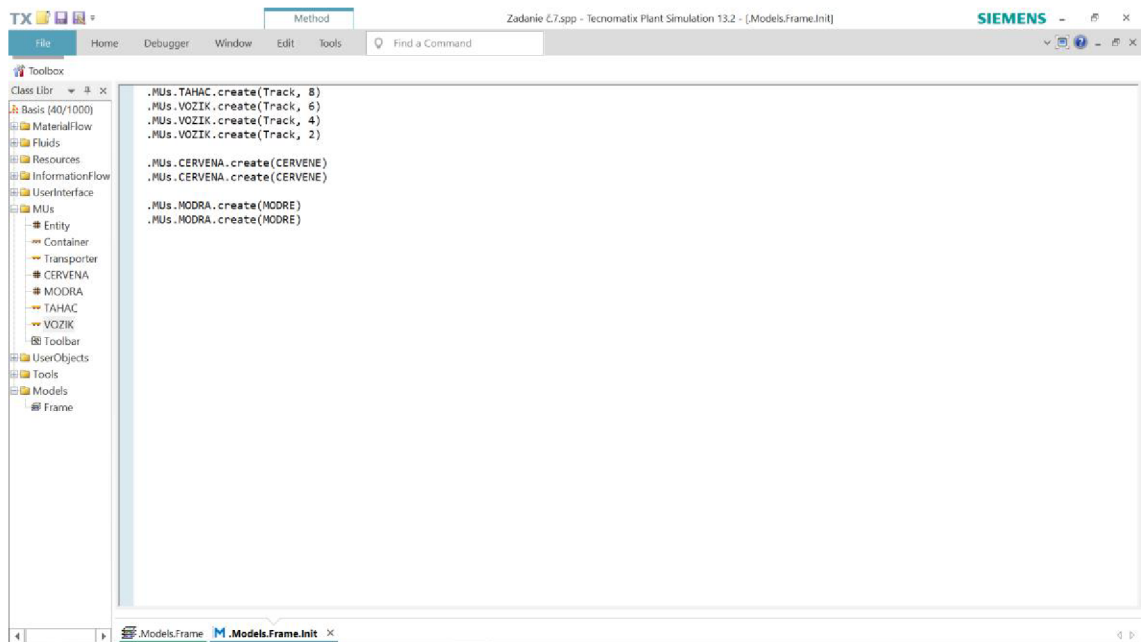 TX Method Zadanie č.7.spp - Tecnomatix Plant Simulation 13.2 - [.Models.Frame.Init] SIEMENS
File Home Debugger Window Edit Tools Find a Command
Toolbox
Class Libr
Basis (40/1000)
MaterialFlow
Fluids
Resources
InformationFlow
UserInterface
MUs
Entity
Container
Transporter
CERVENA
MODRA
TAHAC
VOZIK
Toolbar
UserObjects
Tools
Models
Frame
.MUs.TAHAC.create(Track, 8)
.MUs.VOZIK.create(Track, 6)
.MUs.VOZIK.create(Track, 4)
.MUs.VOZIK.create(Track, 2)
.MUs.CERVENA.create(CERVENE)
.MUs.CERVENA.create(CERVENE)
.MUs.MODRA.create(MODRE)
.MUs.MODRA.create(MODRE)
.Models.Frame M .Models.Frame.Init